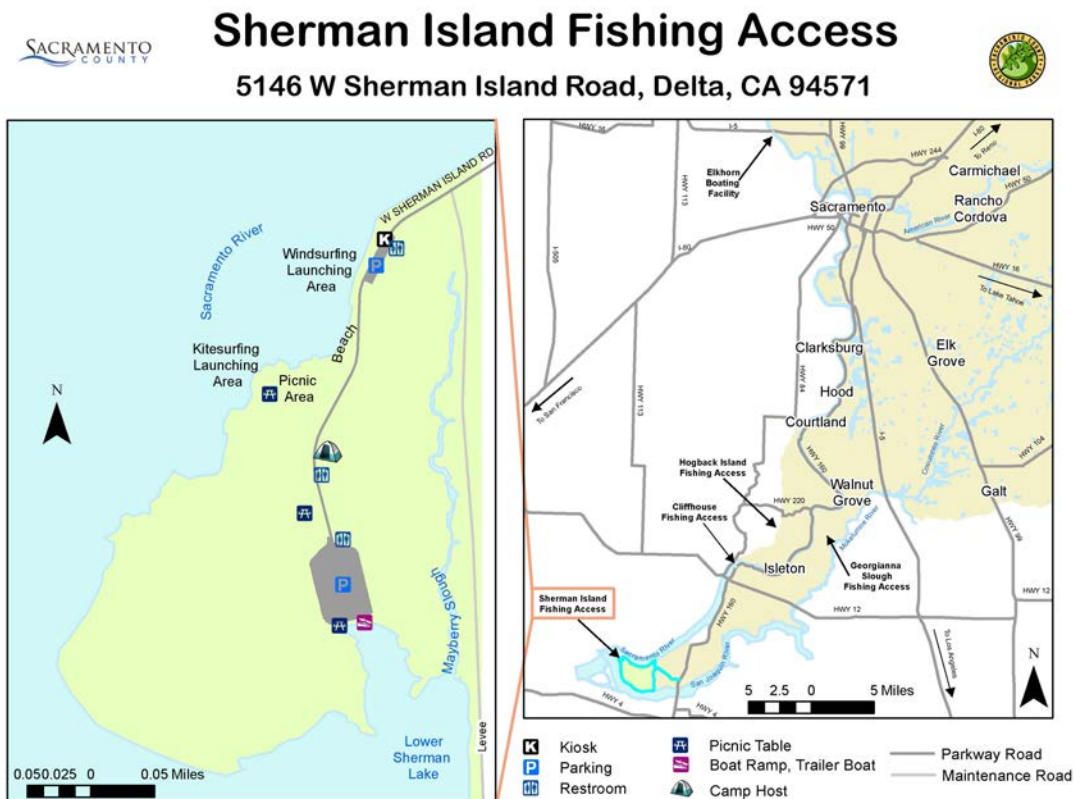 SACRAMENTO
COUNTY
Sherman Island Fishing Access
5146 W Sherman Island Road, Delta, CA 94571
W SHERMAN ISLAND RD
K
P
Windsurfing
Launching
Area
Sacramento River
Beach
Kitesurfing
Launching
Area
Picnic
Area
N
P
Mayberry Slough
Levee
Lower
Sherman
Lake
0.05 0.025 0 0.05 Miles
HWY 16
I-5
HWY 99
I-80
To Reno
HWY 244
Carmichael
HWY 50
Elkhorn
Boating
Facility
HWY 113
Rancho
Cordova
Sacramento
American River
HWY 50
I-505
I-80
HWY 16
To Lake Tahoe
Clarksburg
Elk
Grove
HWY 84
To San Francisco
HWY 113
Hood
Courtland
I-5
Cosumnes River
HWY 104
HWY 160
Hogback Island
Fishing Access
Walnut
Grove
Galt
HWY 220
Cliffhouse
Fishing Access
Mokelumne River
HWY 99
Isleton
Georgianna
Slough
Fishing Access
Sherman Island
Fishing Access
HWY 12
HWY 12
HWY 160
Sacramento River
To Los Angeles
San Joaquin River
N
HWY 4
HWY 4
5 2.5 0 5 Miles
K Kiosk
P Parking
Restroom
Picnic Table
Boat Ramp, Trailer Boat
Camp Host
Parkway Road
Maintenance Road